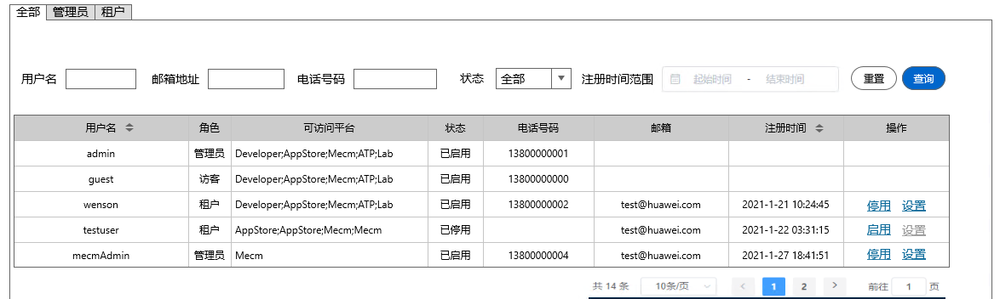 全部 管理员 租户
用户名 邮箱地址 电话号码 状态 全部 注册时间范围 起始时间 - 结束时间 重置 查询
用户名 角色 可访问平台 状态 电话号码 邮箱 注册时间 操作
admin 管理员 Developer;AppStore;Mecm;ATP;Lab 已启用 13800000001
guest 访客 Developer;AppStore;Mecm;ATP;Lab 已启用 13800000000
wenson 租户 Developer;AppStore;Mecm;ATP;Lab 已启用 13800000002 test@huawei.com 2021-1-21 10:24:45 停用 设置
testuser 租户 AppStore;AppStore;Mecm;Mecm 已停用 test@huawei.com 2021-1-22 03:31:15 启用 设置
mecmAdmin 管理员 Mecm 已启用 13800000004 test@huawei.com 2021-1-27 18:41:51 停用 设置
共 14 条 10条/页 < 1 2 > 前往 1 页